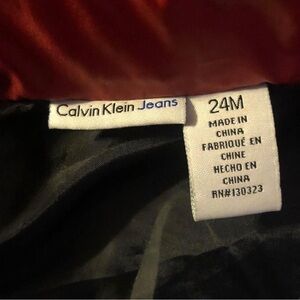 Calvin Klein Jeans
24M
MADE IN
CHINA
FABRIQUÉ EN
CHINE
HECHO EN
CHINA
RN#130323